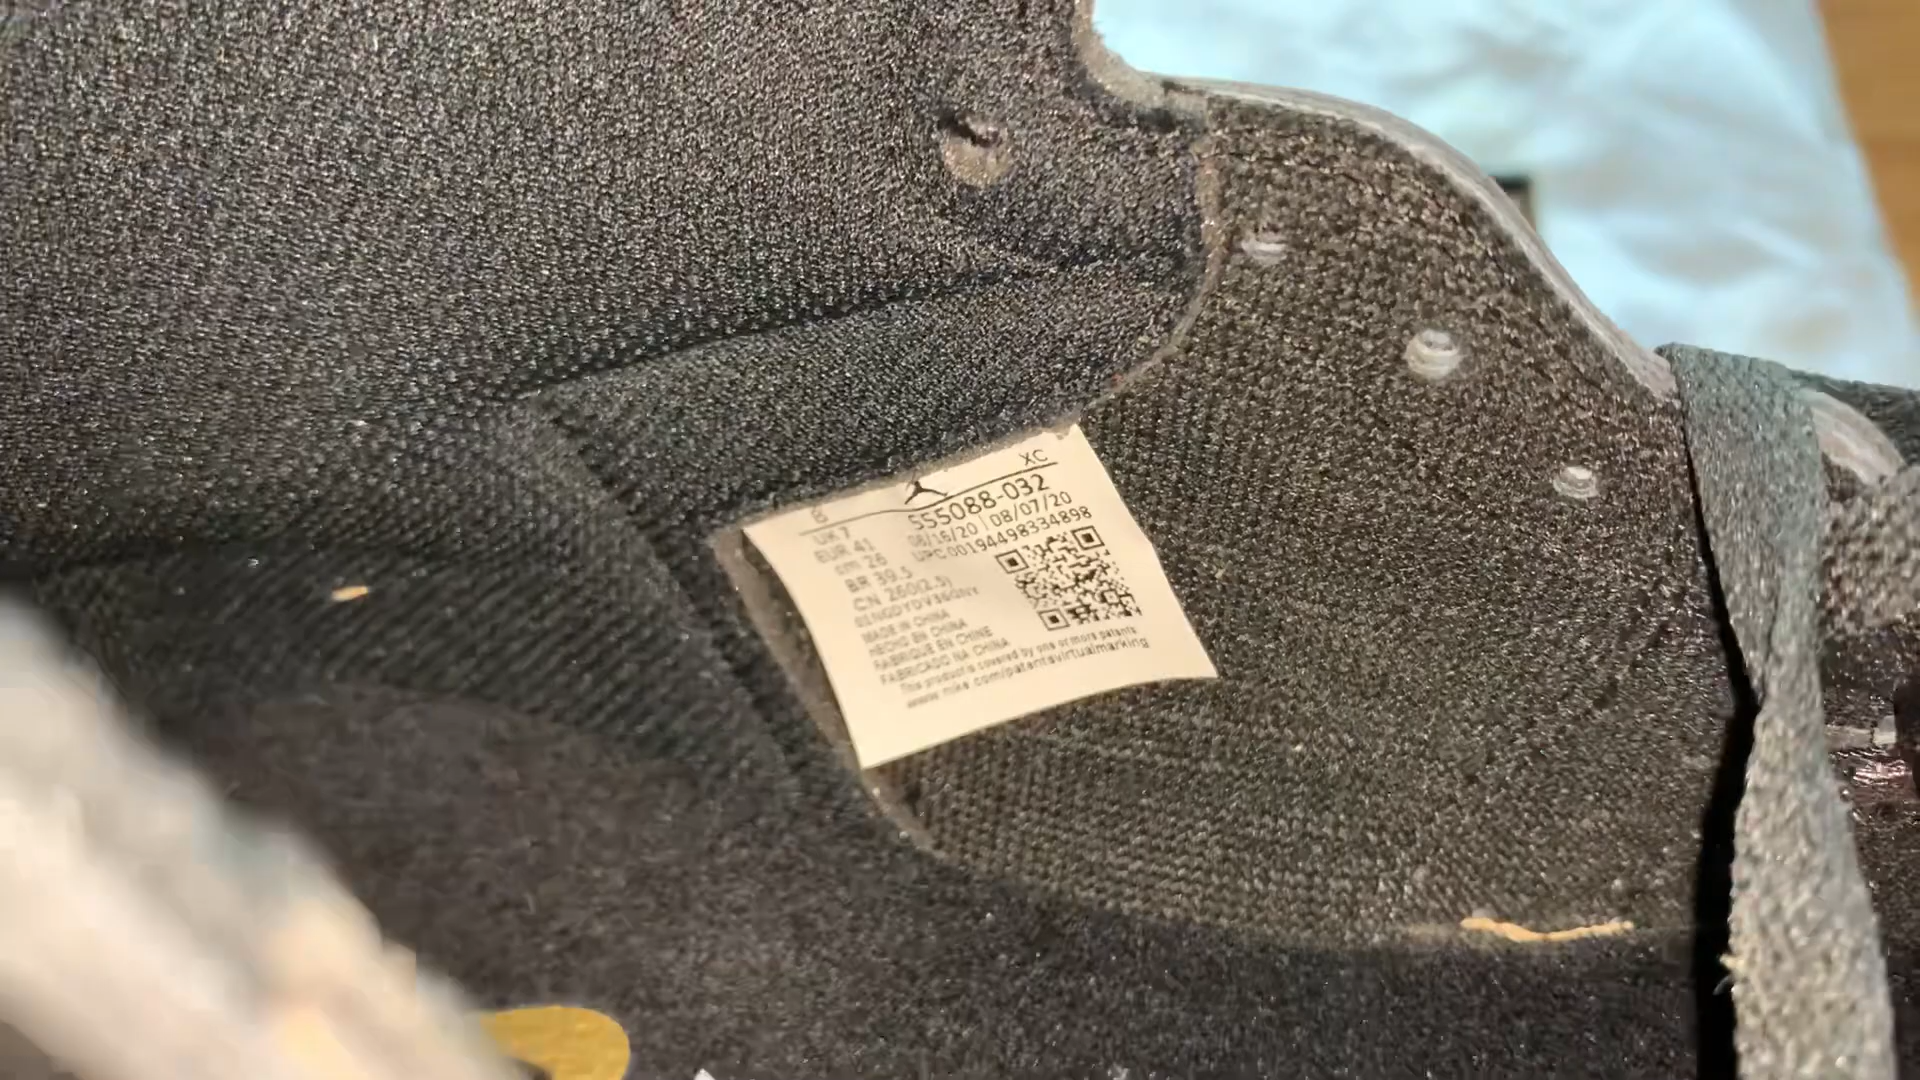 XC
8
555088-032
UK 7
08/16/20 | 08/07/20
EUR 41
UPC 00194498334898
cm 26
BR 39.5
CN 260(2.5)
MADE IN CHINA
HECHO EN CHINA
FABRIQUE EN CHINE
FABRICADO NA CHINA
This product is covered by one or more patents:
www.nike.com/patentsvirtualmarking